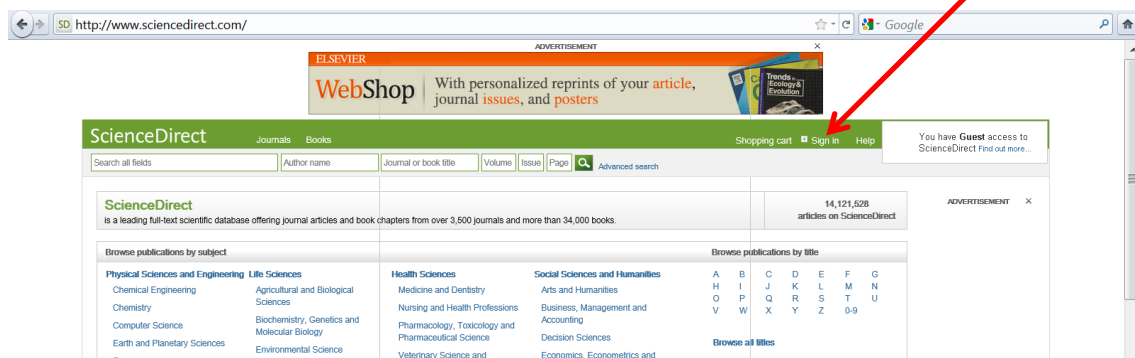 SD http://www.sciencedirect.com/
Google
ADVERTISEMENT
ELSEVIER
WebShop
With personalized reprints of your article,
journal issues, and posters
Trends in
Ecology &
Evolution
ScienceDirect Journals Books Shopping cart Sign in Help
You have Guest access to
ScienceDirect Find out more...
Search all fields Author name Journal or book title Volume Issue Page Advanced search
ScienceDirect
is a leading full-text scientific database offering journal articles and book chapters from over 3,500 journals and more than 34,000 books.
14,121,528
articles on ScienceDirect
ADVERTISEMENT X
Browse publications by subject
Physical Sciences and Engineering
Chemical Engineering
Chemistry
Computer Science
Earth and Planetary Sciences
Life Sciences
Agricultural and Biological
Sciences
Biochemistry, Genetics and
Molecular Biology
Environmental Science
Health Sciences
Medicine and Dentistry
Nursing and Health Professions
Pharmacology, Toxicology and
Pharmaceutical Science
Veterinary Science and
Social Sciences and Humanities
Arts and Humanities
Business, Management and
Accounting
Decision Sciences
Economics, Econometrics and
Browse publications by title
A B C D E F G
H I J K L M N
O P Q R S T U
V W X Y Z 0-9
Browse all titles